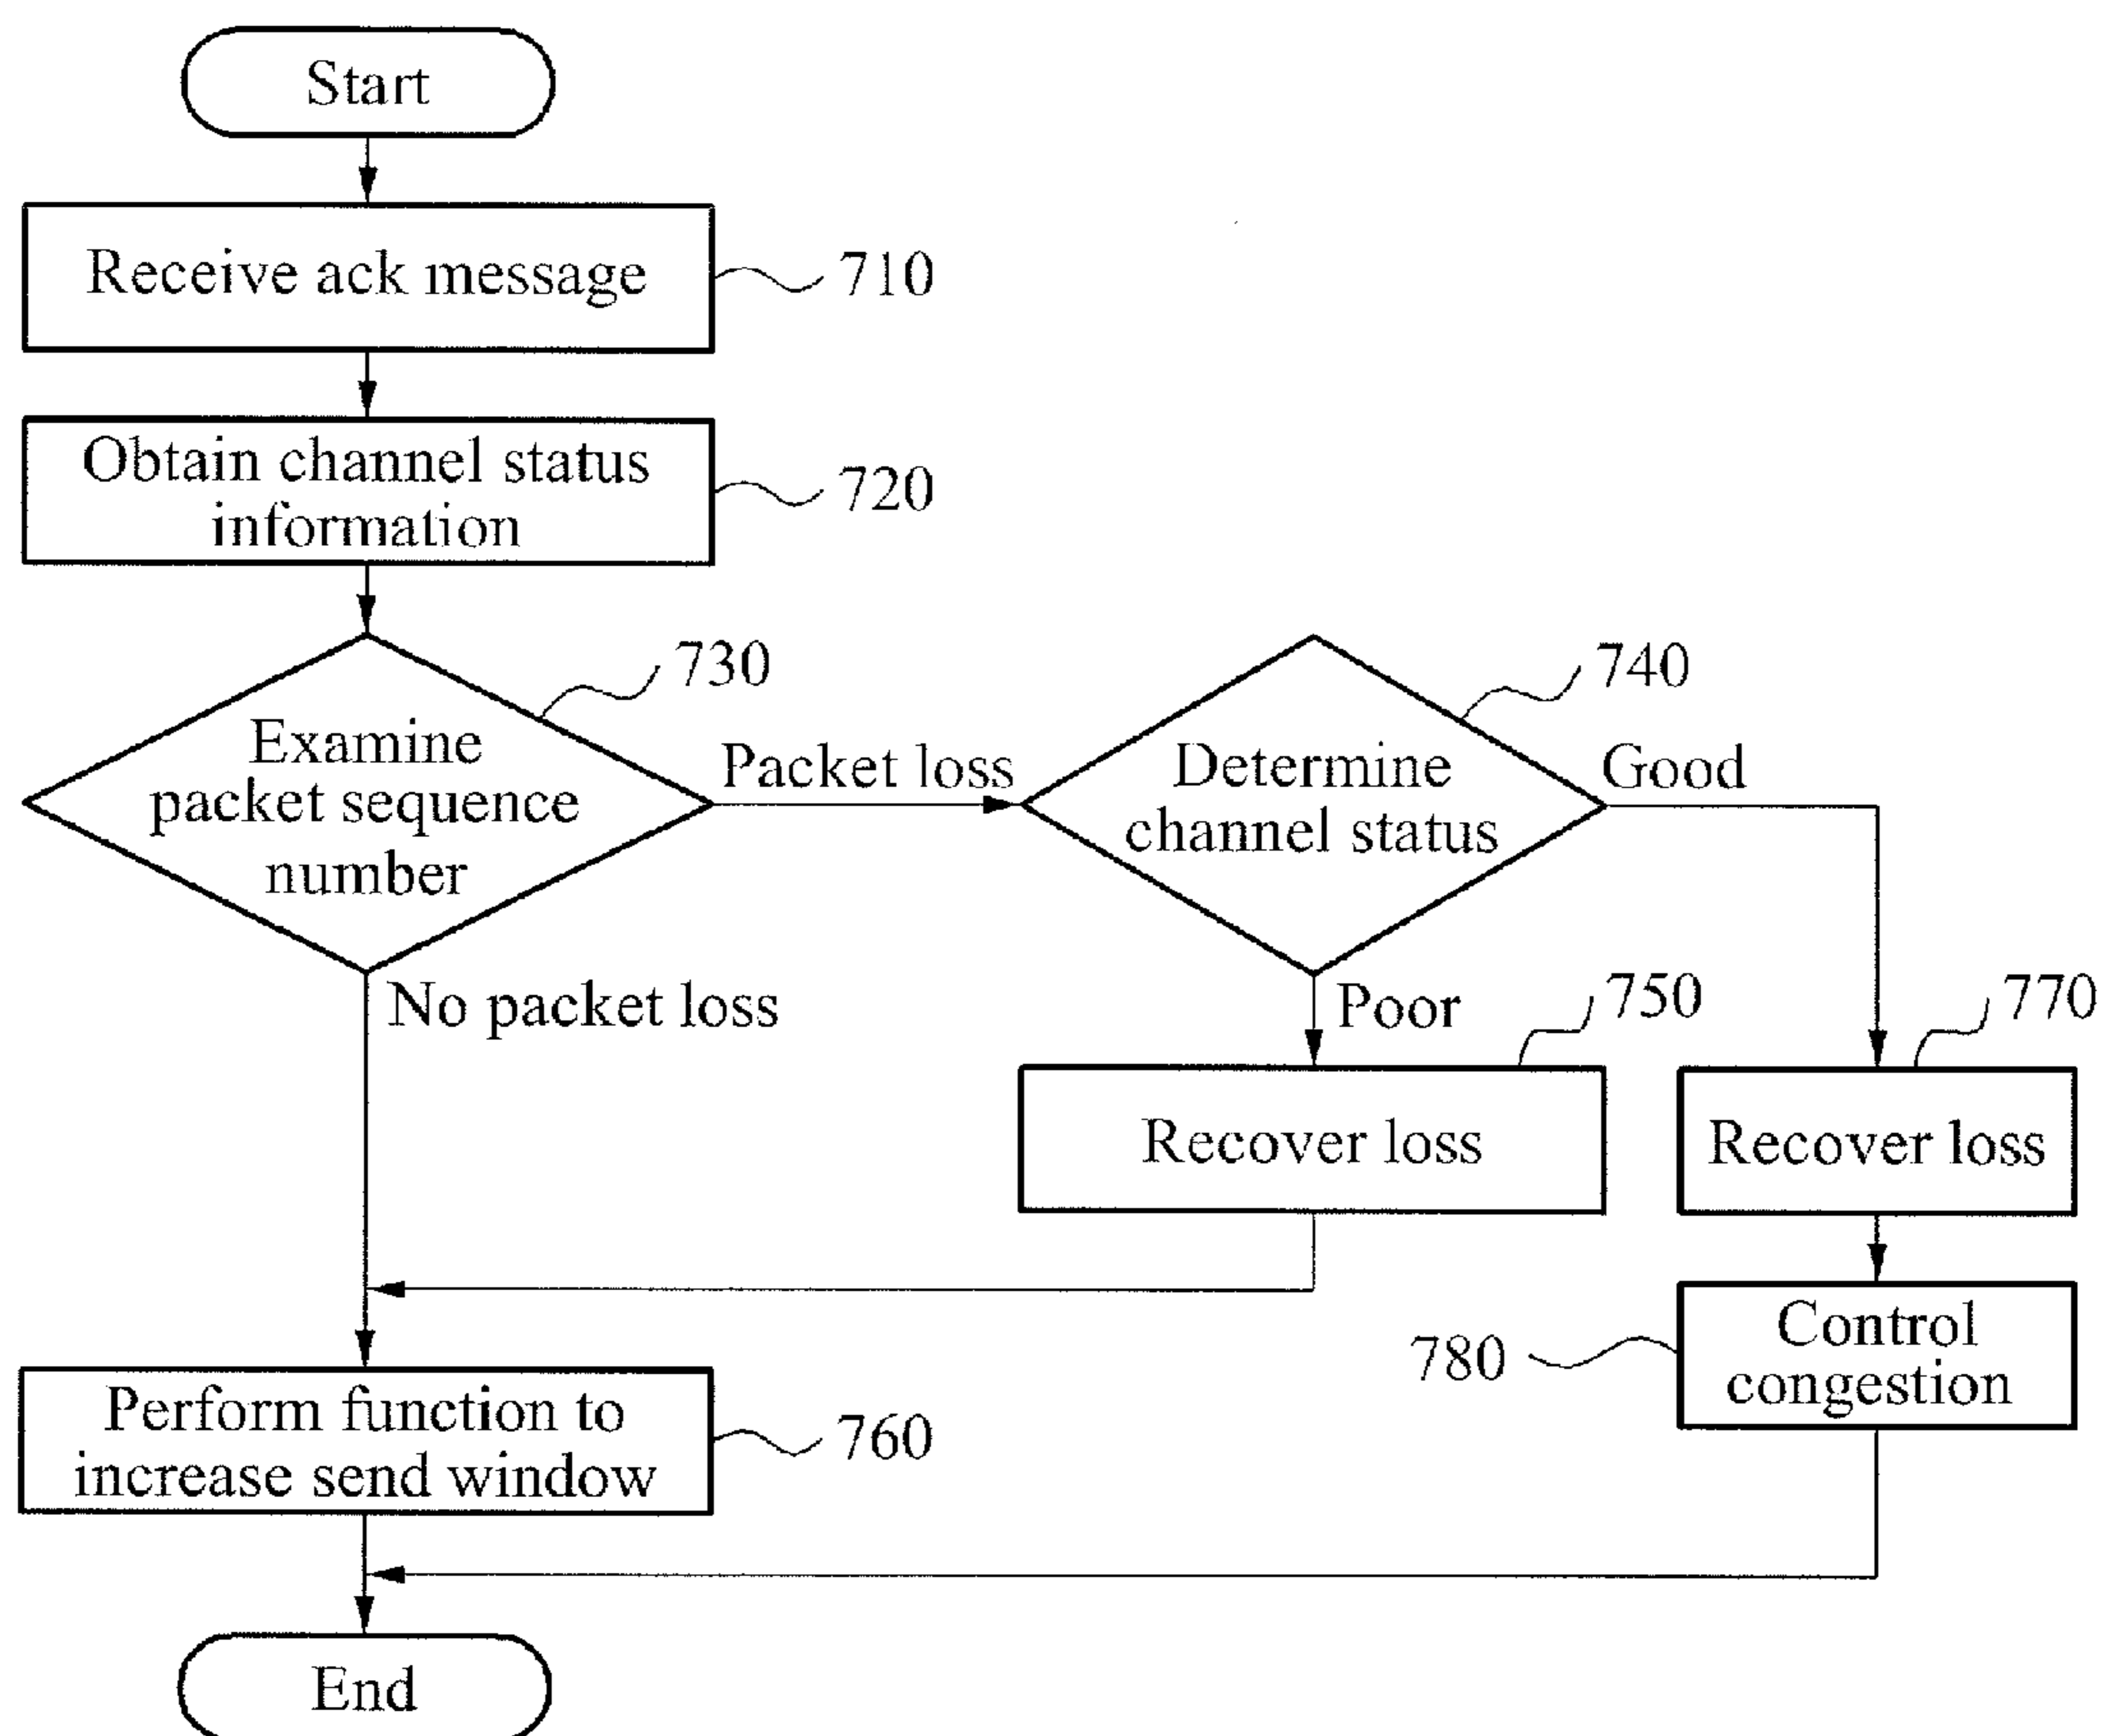 Start
Receive ack message
710
Obtain channel status
information
720
730
Examine
packet sequence
number
Packet loss
740
Determine
channel status
Good
No packet loss
Poor
750
770
Recover loss
Recover loss
780
Control
congestion
Perform function to
increase send window
760
End